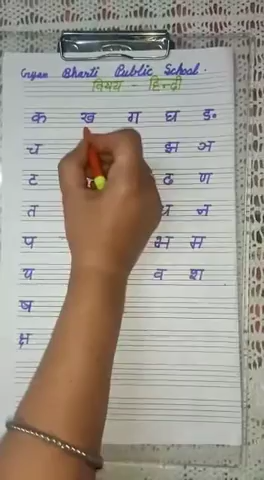 Gyan Bharti Public School.
विषय - हिन्दी
क ख ग घ ङ
च झ ञ
ट ढ ण
त न
प भ म
य व श
ष
क्ष